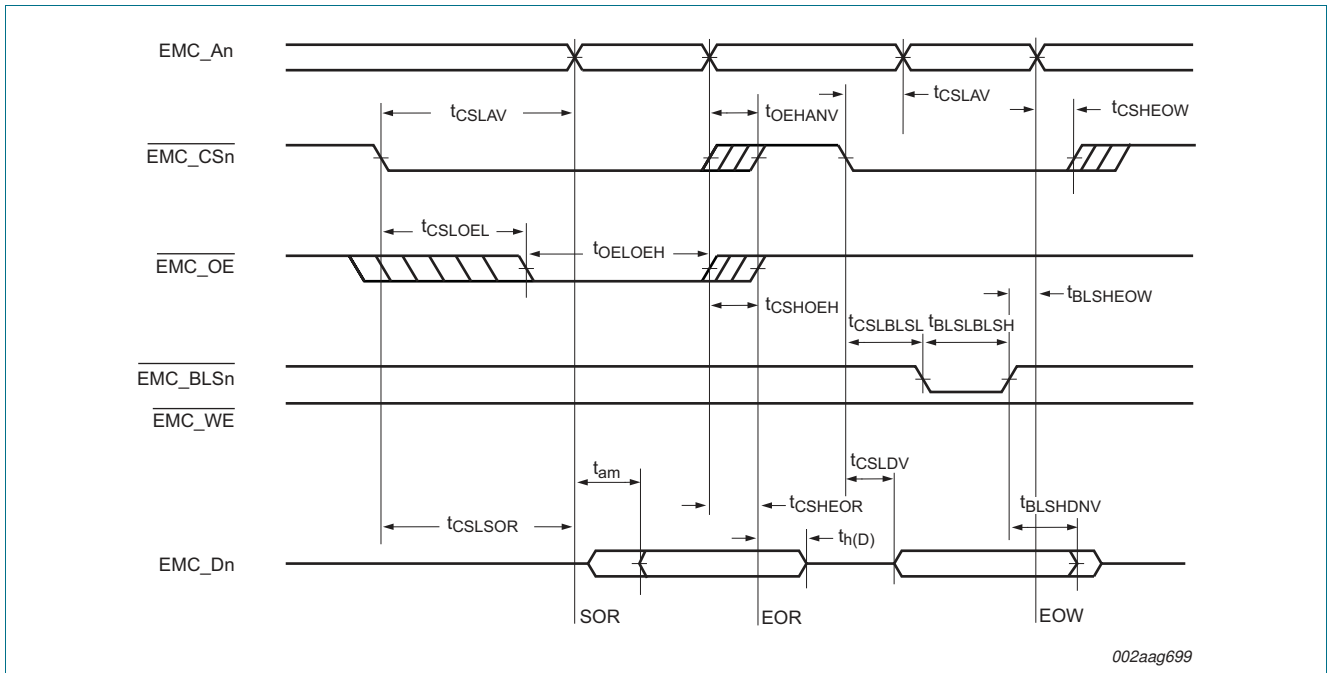 EMC_An
tCSLAV
tOEHANV
tCSLAV
tCSHEOW
EMC_CSn
tCSLOEL
tOELOEH
EMC_OE
tCSHOEH
tBLSHEOW
tCSLBLSL
tBLSLBLSH
EMC_BLSn
EMC_WE
tam
tCSLDV
tCSHEOR
tBLSHDNV
tCSLSOR
th(D)
EMC_Dn
SOR
EOR
EOW
002aag699